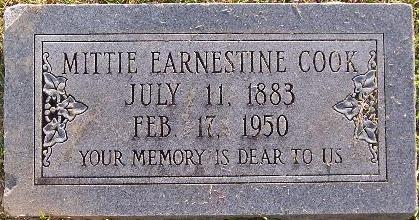 MITTIE EARNESTINE COOK
JULY 11, 1883
FEB 17, 1950
YOUR MEMORY IS DEAR TO US